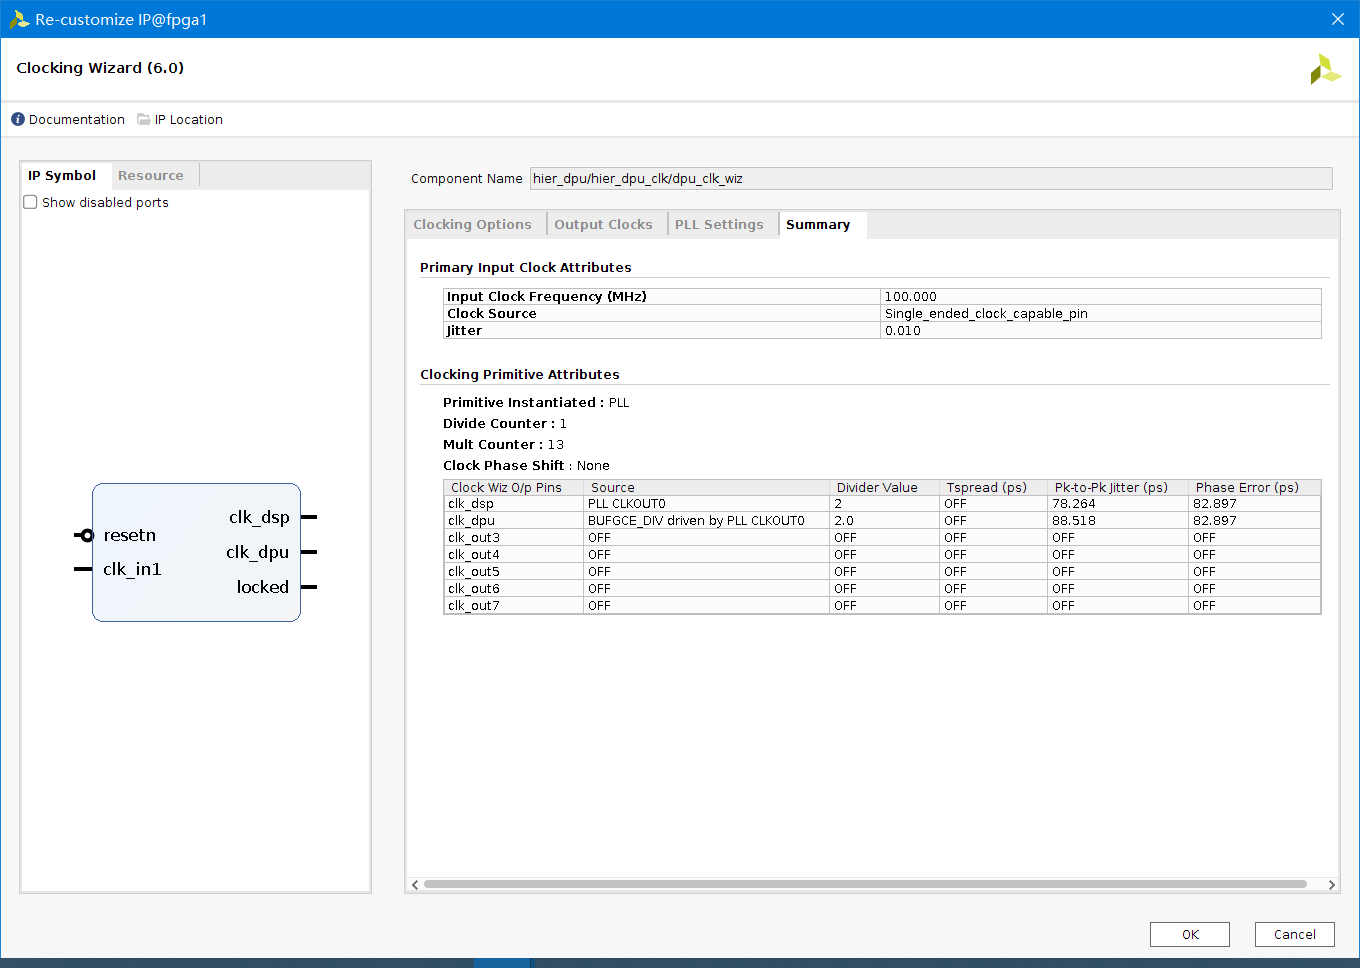 Re-customize IP@fpga1
Clocking Wizard (6.0)
Documentation IP Location
IP Symbol Resource
Show disabled ports
resetn
clk_in1
clk_dsp
clk_dpu
locked
Component Name hier_dpu/hier_dpu_clk/dpu_clk_wiz
Clocking Options Output Clocks PLL Settings Summary
Primary Input Clock Attributes
Input Clock Frequency (MHz) 100.000
Clock Source Single_ended_clock_capable_pin
Jitter 0.010
Clocking Primitive Attributes
Primitive Instantiated : PLL
Divide Counter : 1
Mult Counter : 13
Clock Phase Shift : None
Clock Wiz O/p Pins Source Divider Value Tspread (ps) Pk-to-Pk Jitter (ps) Phase Error (ps)
clk_dsp PLL CLKOUT0 2 OFF 78.264 82.897
clk_dpu BUFGCE_DIV driven by PLL CLKOUT0 2.0 OFF 88.518 82.897
clk_out3 OFF OFF OFF OFF OFF
clk_out4 OFF OFF OFF OFF OFF
clk_out5 OFF OFF OFF OFF OFF
clk_out6 OFF OFF OFF OFF OFF
clk_out7 OFF OFF OFF OFF OFF
OK Cancel